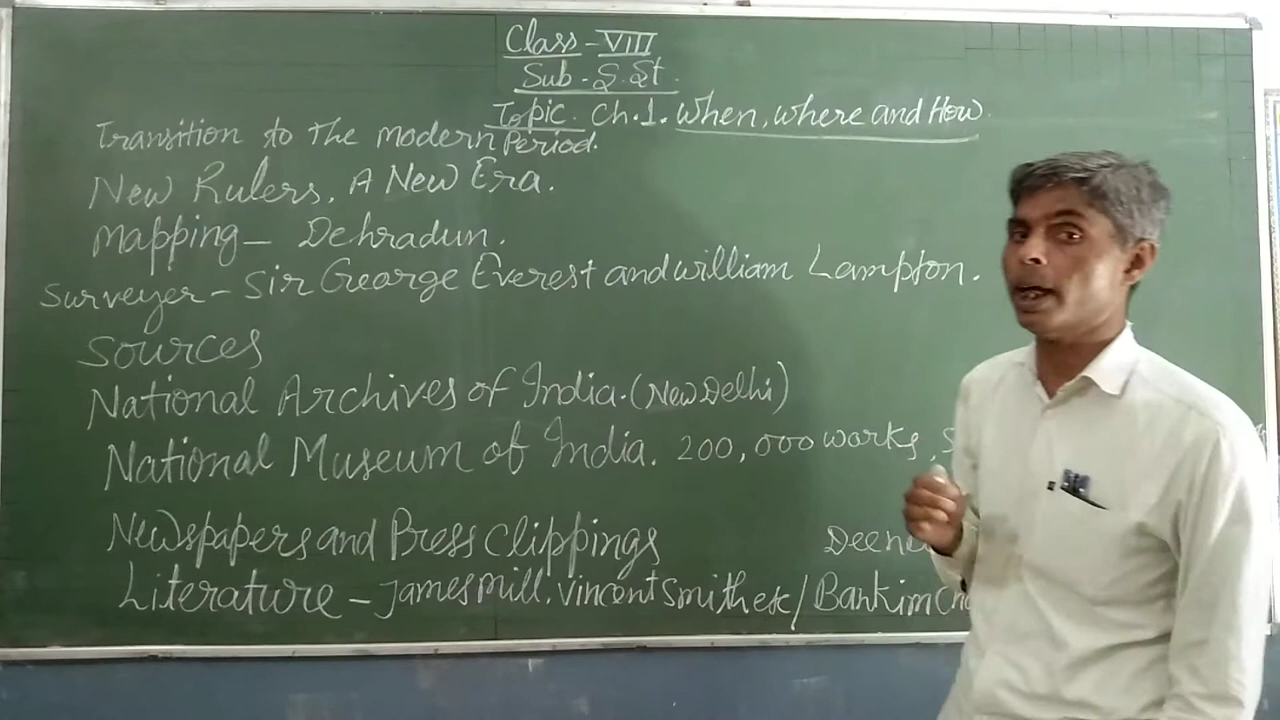 Class - VIII
Sub - S.St.
Topic. Ch.1. When, where and How.
Transition to The modern Period.
New Rulers, A New Era.
Mapping - Dehradun.
Surveyer - Sir George Everest and william Lampton.
Sources
National Archives of India. (New Delhi)
National Museum of India. 200,000 works,
Newspapers and Press Clippings
Literature - James Mill, Vincent Smith etc / Bankim